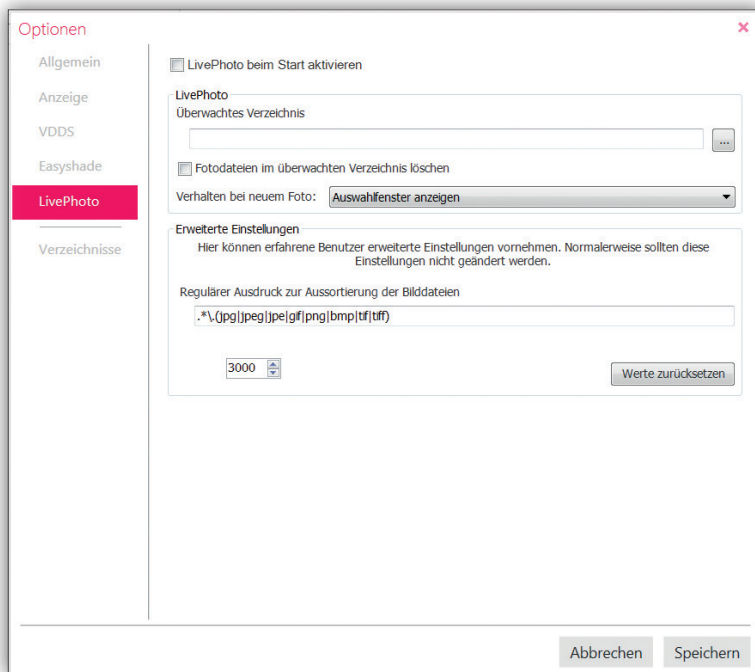 Optionen
Allgemein
Anzeige
VDDS
Easyshade
LivePhoto
Verzeichnisse
LivePhoto beim Start aktivieren
LivePhoto
Überwachtes Verzeichnis
...
Fotodateien im überwachten Verzeichnis löschen
Verhalten bei neuem Foto: Auswahlfenster anzeigen
Erweiterte Einstellungen
Hier können erfahrene Benutzer erweiterte Einstellungen vornehmen. Normalerweise sollten diese
Einstellungen nicht geändert werden.
Regulärer Ausdruck zur Aussortierung der Bilddateien
.*\.(jpg|jpeg|jpe|gif|png|bmp|tif|tiff)
3000
Werte zurücksetzen
Abbrechen Speichern